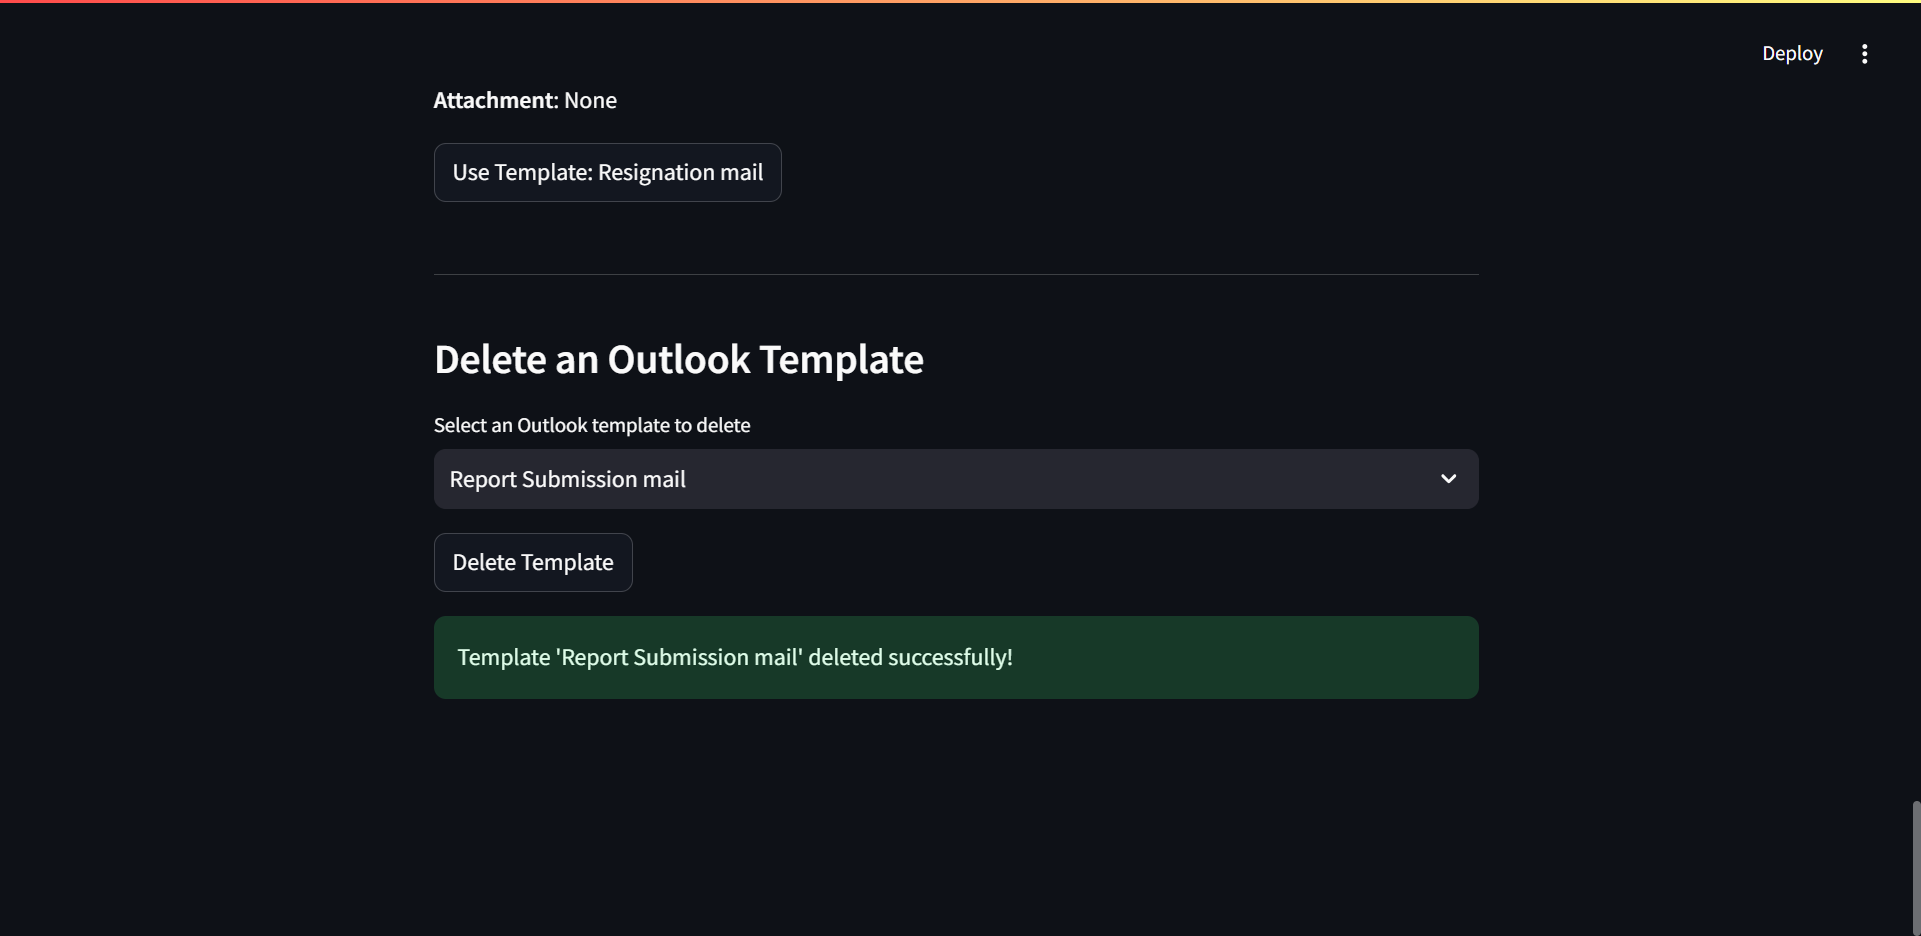 Deploy
Attachment: None
Use Template: Resignation mail
Delete an Outlook Template
Select an Outlook template to delete
Report Submission mail
Delete Template
Template 'Report Submission mail' deleted successfully!